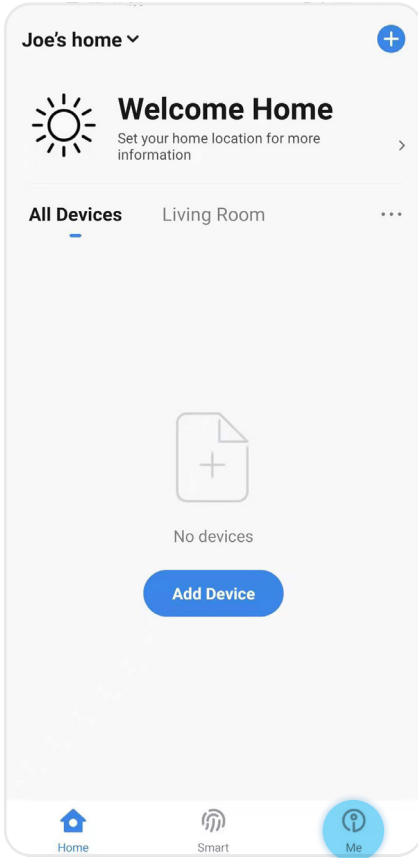 Joe's home
Welcome Home
Set your home location for more
information
All Devices
Living Room
No devices
Add Device
Home
Smart
Me